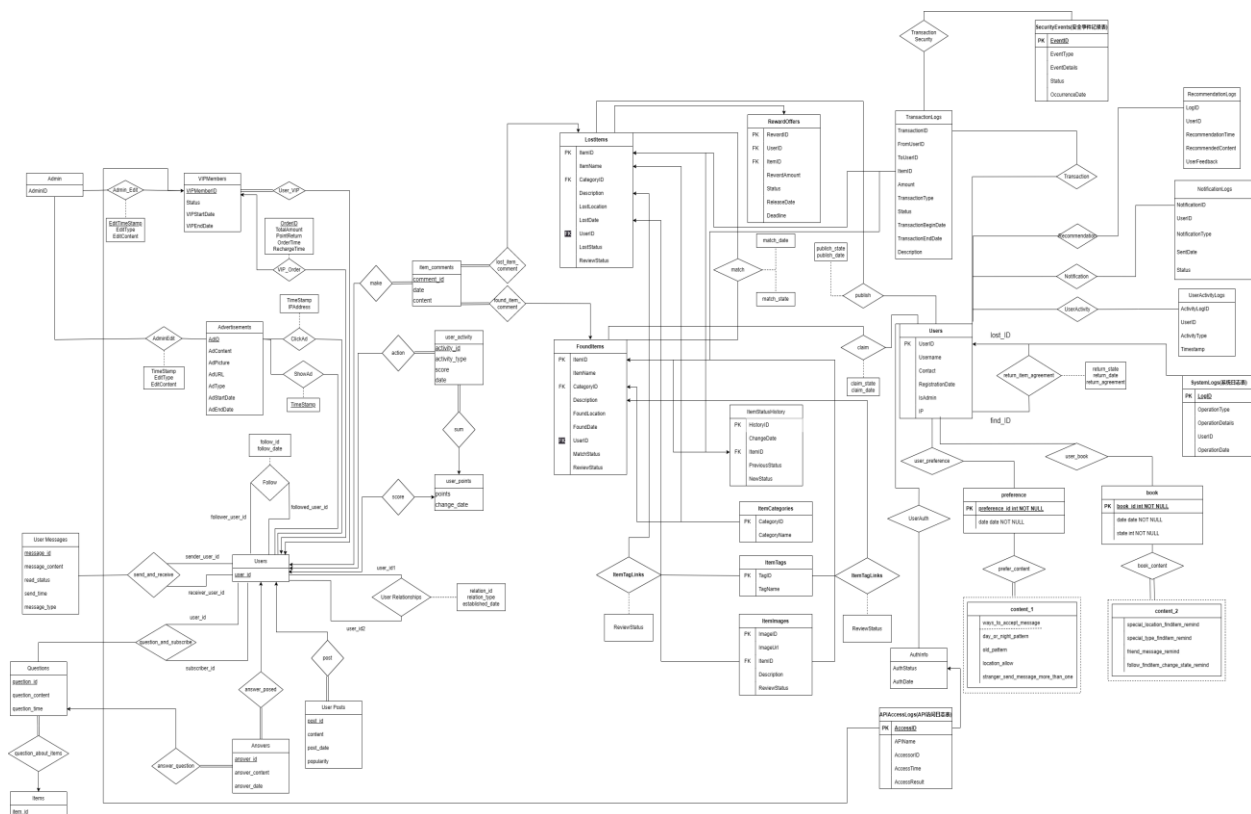 Transaction
Security
SecurityEvents(安全事件记录表)
PK EventID
EventType
EventDetails
Status
OccurrenceDate
RecommendationLogs
LogID
UserID
RecommendationTime
RecommendedContent
UserFeedback
TransactionLogs
TransactionID
FromUserID
ToUserID
ItemID
Amount
TransactionType
Status
TransactionBeginDate
TransactionEndDate
Description
Transaction
RewardOffers
PK RewardID
FK UserID
FK ItemID
RewardAmount
Status
ReleaseDate
Deadline
LostItems
PK ItemID
ItemName
FK CategoryID
Description
LostLocation
LostDate
FK UserID
LostStatus
ReviewStatus
Admin
AdminID
Admin_Edit
EditTimeStamp
EditType
EditContent
VIPMembers
VIPMemberID
Status
VIPStartDate
VIPEndDate
User_VIP
OrderID
TotalAmount
PointReturn
OrderTime
RechargeTime
VIP_Order
NotificationLogs
NotificationID
UserID
NotificationType
SentDate
Status
Recommendation
Notification
UserActivity
UserActivityLogs
ActivityLogID
UserID
ActivityType
Timestamp
match_date
match
match_state
publish_state
publish_date
publish
make
item_comments
comment_id
date
content
lost_item_
comment
found_item_
comment
TimeStamp
IPAddress
ClickAd
Advertisements
AdID
AdContent
AdPicture
AdURL
AdType
AdStartDate
AdEndDate
AdminEdit
TimeStamp
EditType
EditContent
ShowAd
TimeStamp
action
user_activity
activity_id
activity_type
score
date
FoundItems
PK ItemID
ItemName
FK CategoryID
Description
FoundLocation
FoundDate
FK UserID
MatchStatus
ReviewStatus
claim
claim_state
claim_date
Users
PK UserID
Username
Contact
RegistrationDate
IsAdmin
IP
lost_ID
return_item_agreement
return_state
return_date
return_agreement
find_ID
SystemLogs(系统日志表)
PK LogID
OperationType
OperationDetails
UserID
OperationDate
ItemStatusHistory
PK HistoryID
ChangeDate
FK ItemID
PreviousStatus
NewStatus
sum
follow_id
follow_date
Follow
follower_user_id
followed_user_id
score
user_points
points
change_date
user_preference
user_book
preference
PK preference_id int NOT NULL
date date NOT NULL
book
PK book_id int NOT NULL
date date NOT NULL
state int NOT NULL
ItemCategories
PK CategoryID
CategoryName
UserAuth
User Messages
message_id
message_content
read_status
send_time
message_type
sender_user_id
send_and_receive
receiver_user_id
Users
user_id
user_id1
User Relationships
relation_id
relation_type
established_date
user_id2
ItemTagLinks
ReviewStatus
ItemTags
PK TagID
TagName
ItemTagLinks
ReviewStatus
prefer_content
book_content
content_1
ways_to_accept_message
day_or_night_pattern
old_pattern
location_allow
stranger_send_message_more_than_one
content_2
special_location_finditem_remind
special_type_finditem_remind
friend_message_remind
follow_finditem_change_state_remind
ItemImages
PK ImageID
ImageUrl
FK ItemID
Description
ReviewStatus
user_id
question_and_subscribe
subscriber_id
post
Questions
question_id
question_content
question_time
answer_posed
User Posts
post_id
content
post_date
popularity
AuthInfo
AuthStatus
AuthDate
question_about_items
answer_question
Answers
answer_id
answer_content
answer_date
APIAccessLogs(API访问日志表)
PK AccessID
APIName
AccessorID
AccessTime
AccessResult
Items
item_id